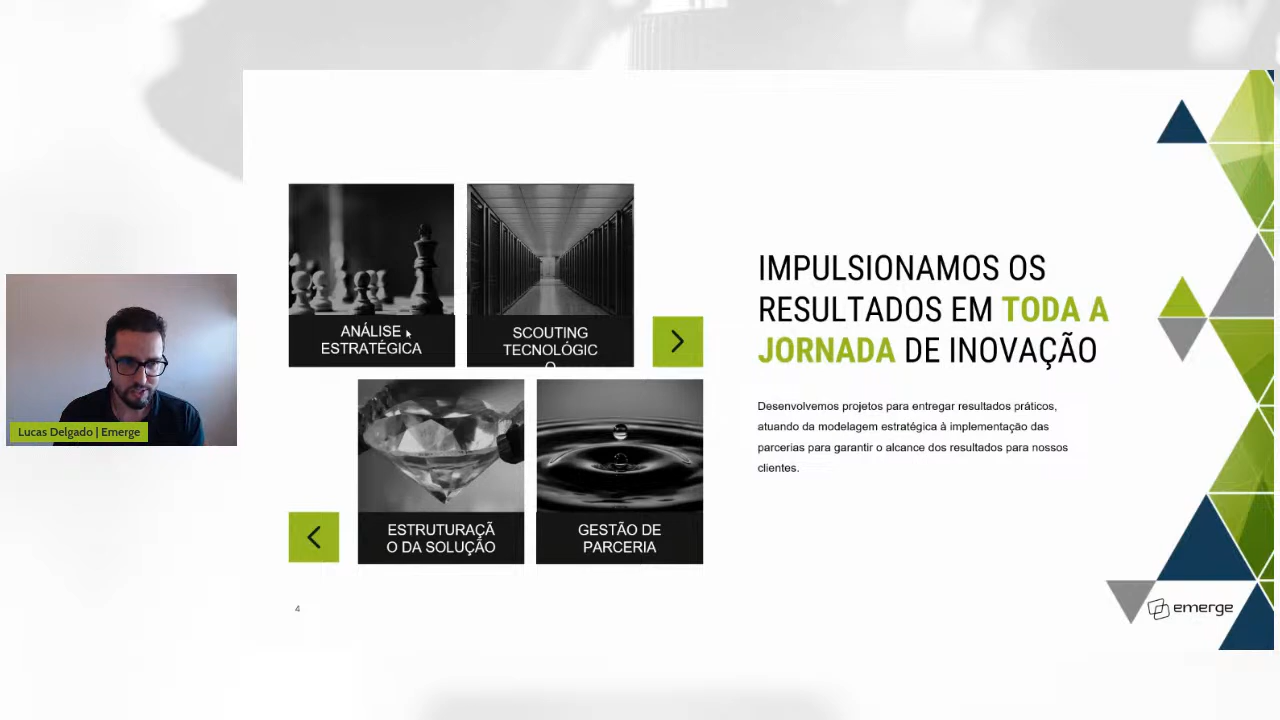 ANÁLISE
ESTRATÉGICA
SCOUTING
TECNOLÓGIC
O
ESTRUTURAÇÃ
O DA SOLUÇÃO
GESTÃO DE
PARCERIA
IMPULSIONAMOS OS
RESULTADOS EM TODA A
JORNADA DE INOVAÇÃO
Desenvolvemos projetos para entregar resultados práticos,
atuando da modelagem estratégica à implementação das
parcerias para garantir o alcance dos resultados para nossos
clientes.
Lucas Delgado | Emerge
4
emerge